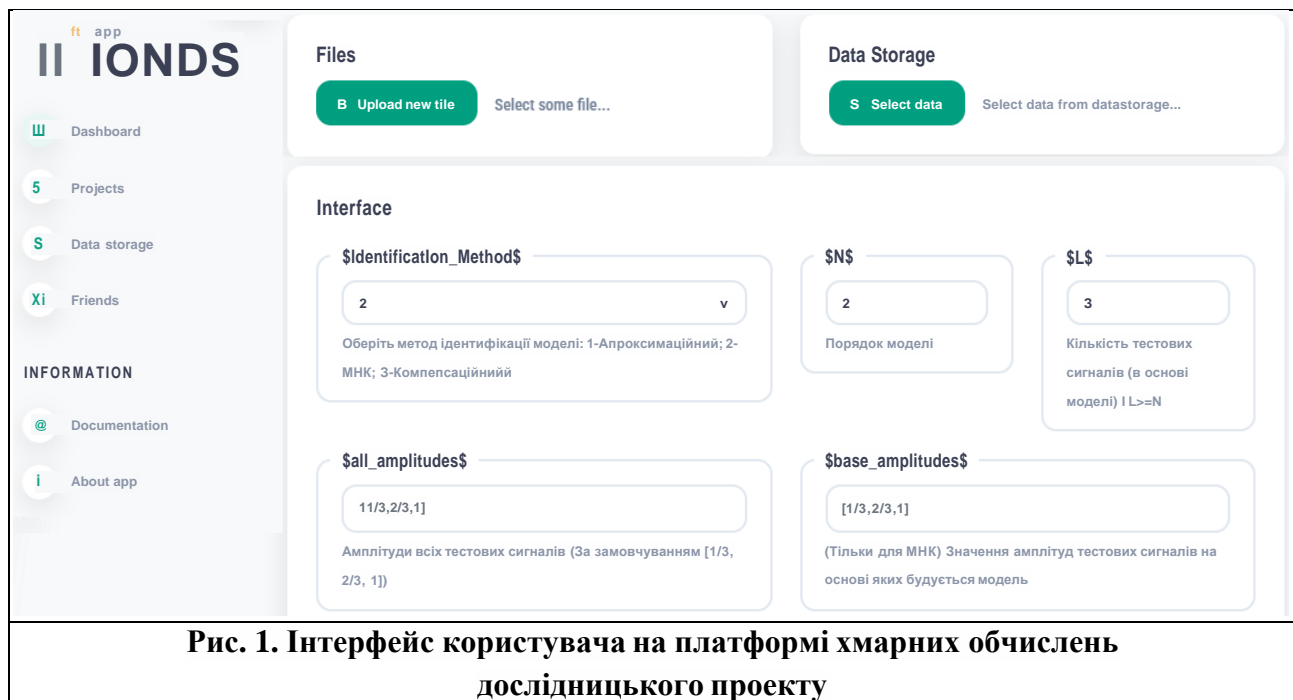 ft app
II IONDS
Ш Dashboard
5 Projects
S Data storage
Xi Friends
INFORMATION
@ Documentation
i About app
Files
B Upload new tile Select some file...
Data Storage
S Select data Select data from datastorage...
Interface
$IdentificatIon_Method$
2 v
Оберіть метод ідентифікації моделі: 1-Апроксимаційний; 2-
МНК; 3-Компепсаційнийй
$N$
2
Порядок моделі
$L$
3
Кількість тестових
сигналів (в основі
моделі) I L>=N
$all_amplitudes$
11/3,2/3,1]
Амплітуди всіх тестових сигналів (За замовчуванням [1/3,
2/3, 1])
$base_amplitudes$
[1/3,2/3,1]
(Тільки для МНК) Значення амплітуд тестових сигналів на
основі яких будується модель
Рис. 1. Інтерфейс користувача на платформі хмарних обчислень
дослідницького проекту